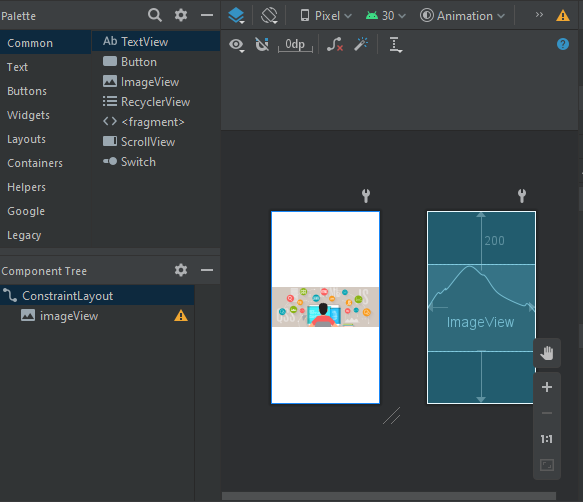 Palette
Pixel
30
Animation
Common
Ab TextView
Text
Button
Buttons
ImageView
Widgets
RecyclerView
Layouts
<> <fragment>
Containers
ScrollView
Helpers
Switch
Google
Legacy
0dp
?
Component Tree
ConstraintLayout
imageView
200
ImageView
1:1